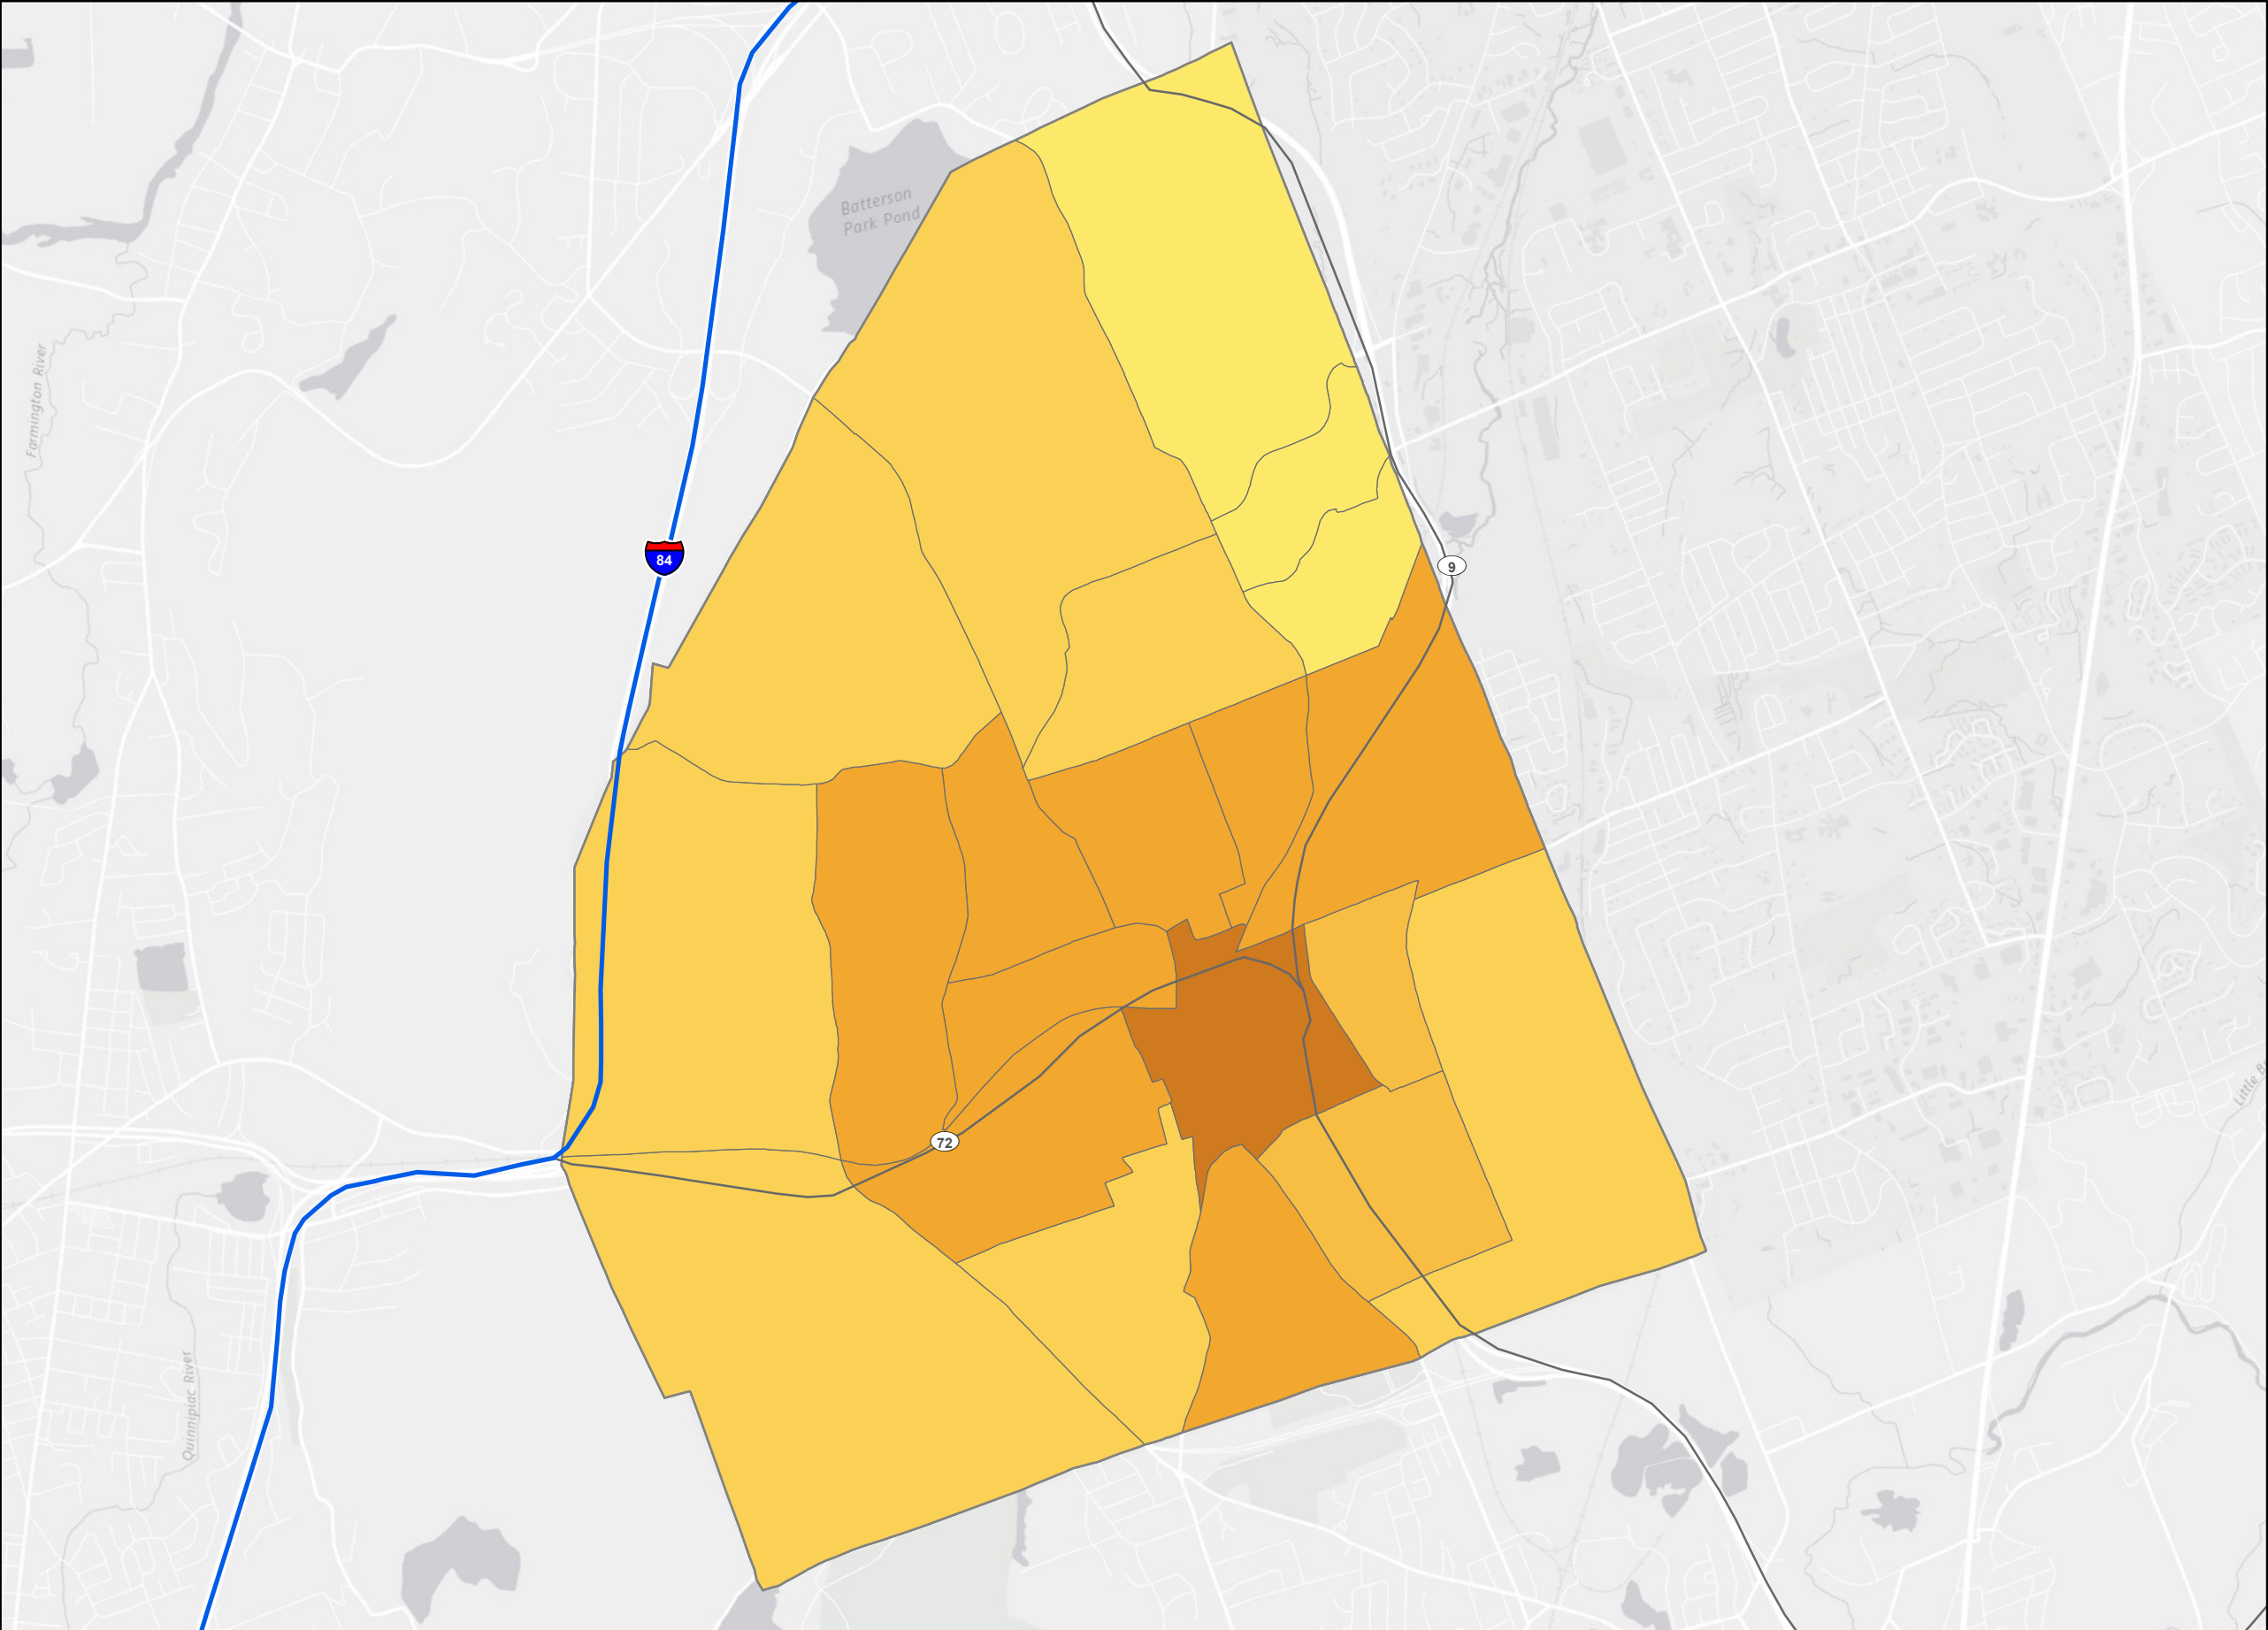 Batterson
Park Pond
Farmington River
84
9
72
Quinnipiac River
Little